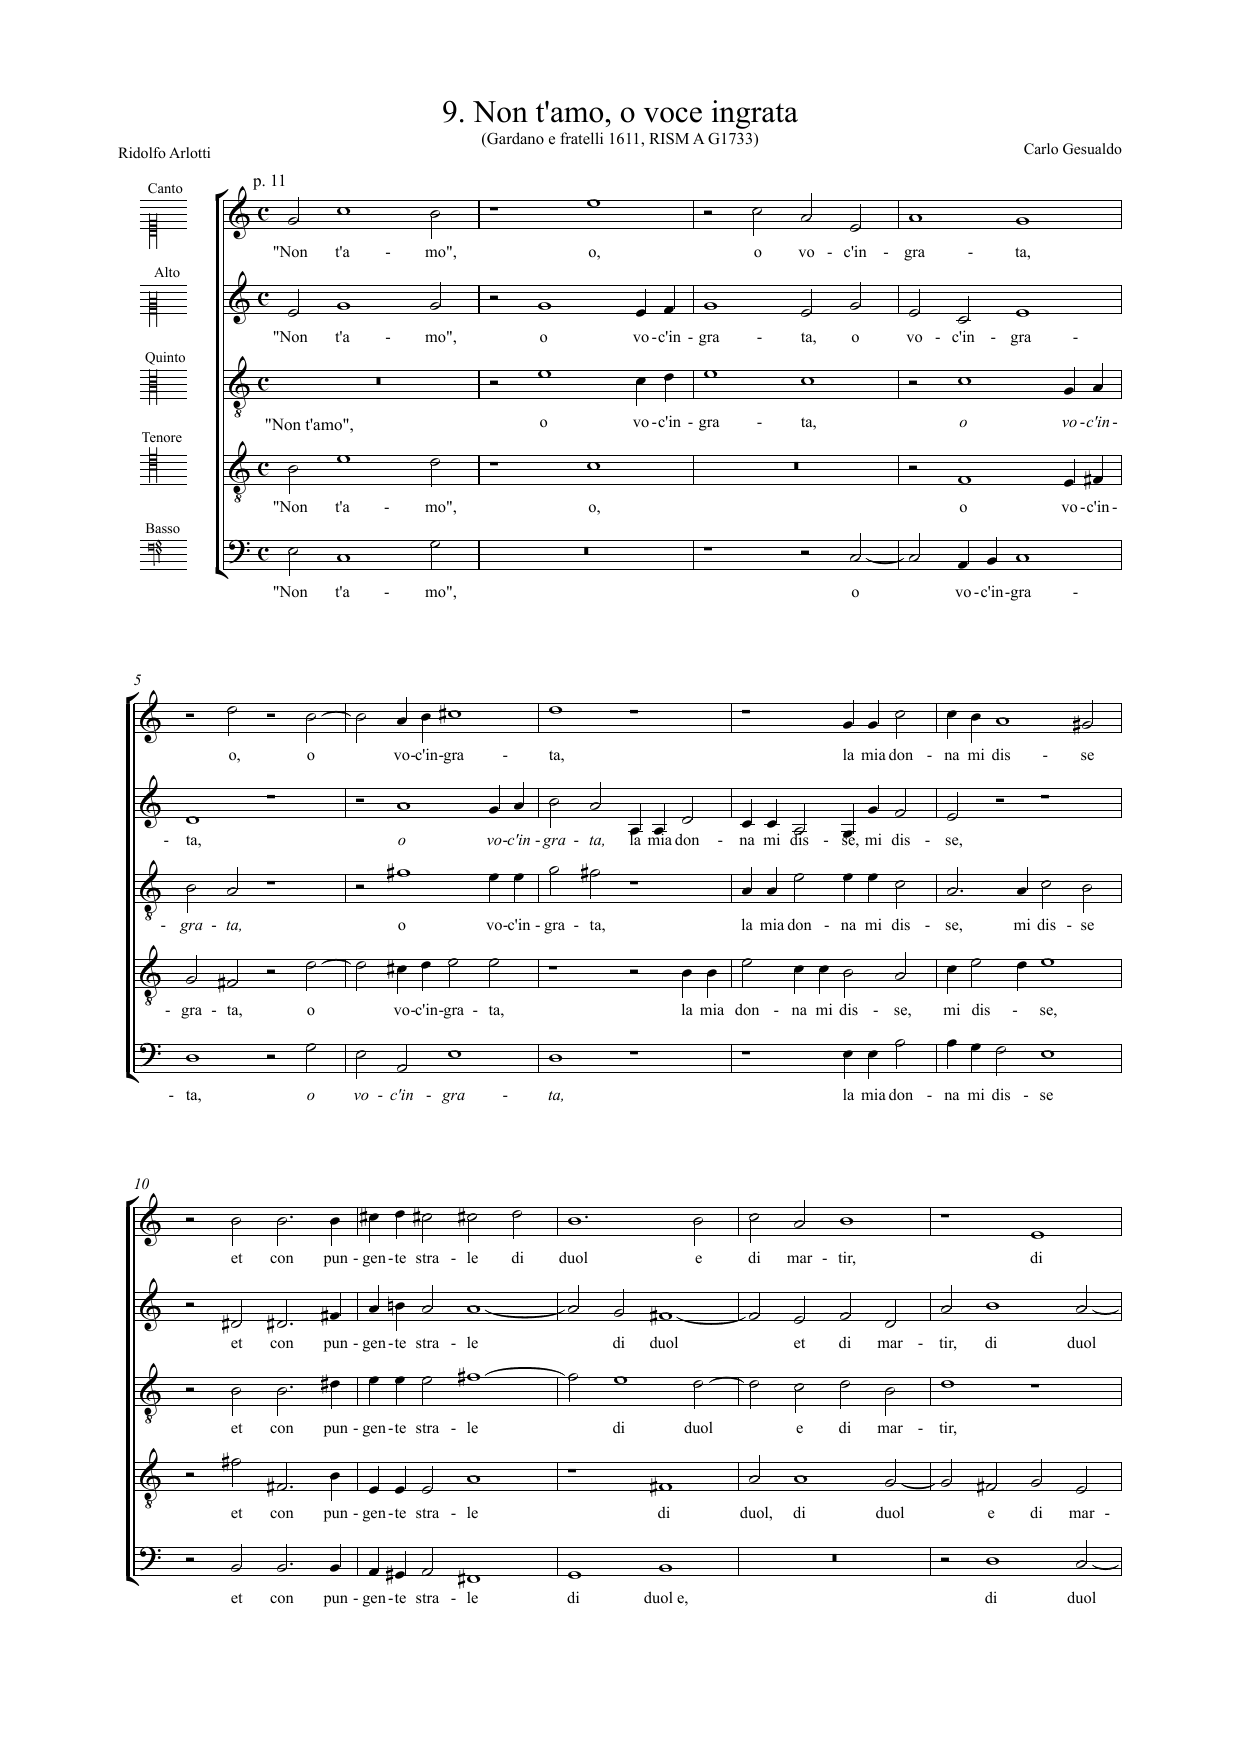 9. Non t'amo, o voce ingrata
(Gardano e fratelli 1611, RISM A G1733)
Ridolfo Arlotti
Carlo Gesualdo
p. 11
Canto
"Non t'a - mo", o, o vo - c'in - gra - ta,
Alto
"Non t'a - mo", o vo - c'in - gra - ta, o vo - c'in - gra -
Quinto
"Non t'amo", o vo - c'in - gra - ta, o vo - c'in -
Tenore
"Non t'a - mo", o, o vo - c'in -
Basso
"Non t'a - mo", o vo - c'in - gra -
5
o, o vo - c'in - gra - ta, la mia don - na mi dis - se
- ta, o vo - c'in - gra - ta, la mia don - na mi dis - se, mi dis - se,
- gra - ta, o vo - c'in - gra - ta, la mia don - na mi dis - se, mi dis - se
- gra - ta, o vo - c'in - gra - ta, la mia don - na mi dis - se, mi dis - se,
- ta, o vo - c'in - gra - ta, la mia don - na mi dis - se
10
et con pun - gen - te stra - le di duol e di mar - tir, di
et con pun - gen - te stra - le di duol et di mar - tir, di duol
et con pun - gen - te stra - le di duol e di mar - tir,
et con pun - gen - te stra - le di duol, di duol e di mar -
et con pun - gen - te stra - le di duol e, di duol